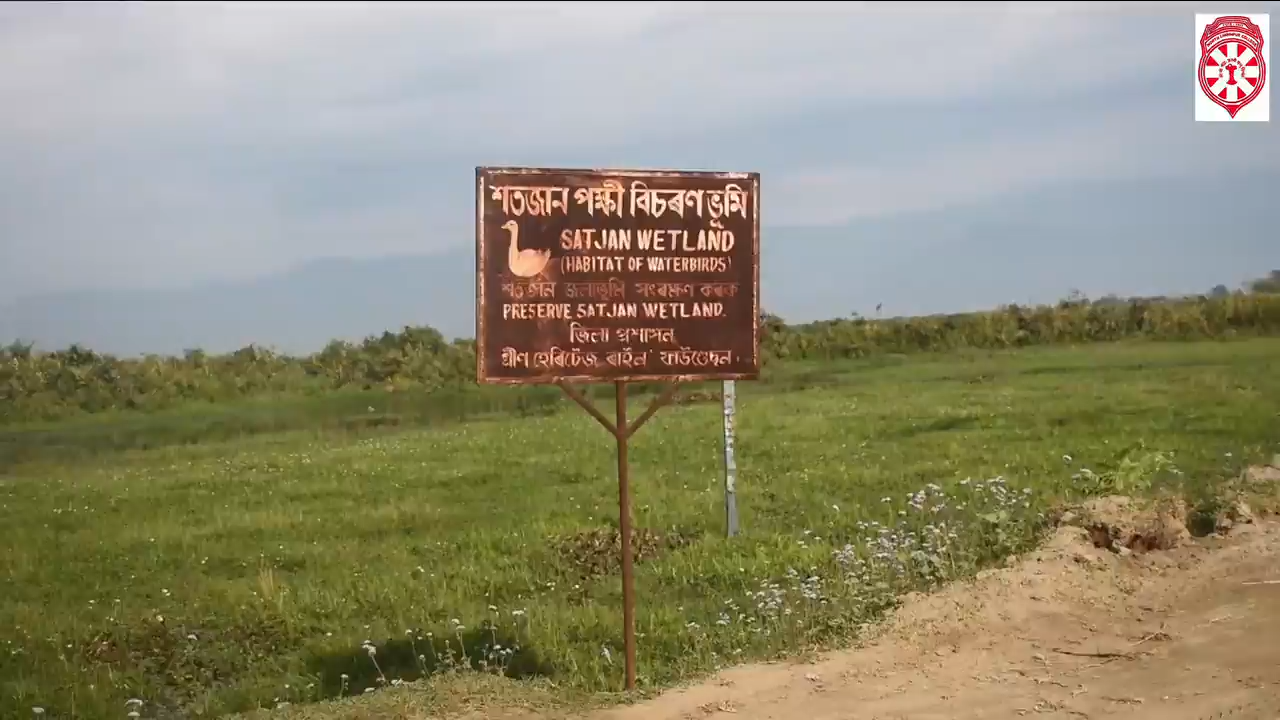 শতজান পক্ষী বিচৰণ ভূমি
SATJAN WETLAND
(HABITAT OF WATERBIRDS)
শতজান জলাভূমি সংৰক্ষণ কৰক
PRESERVE SATJAN WETLAND.
জিলা প্ৰশাসন
গ্ৰীণ হেৰিটেজ ৱাইল্ড ফাউণ্ডেচন